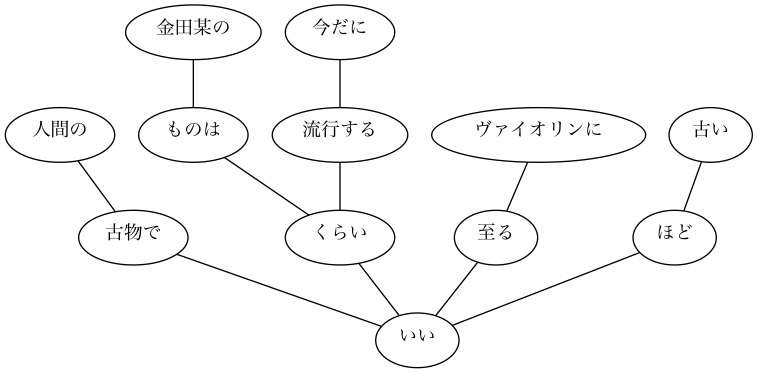 金田某の
今だに
人間の
ものは
流行する
ヴァイオリンに
古い
古物で
くらい
至る
ほど
いい